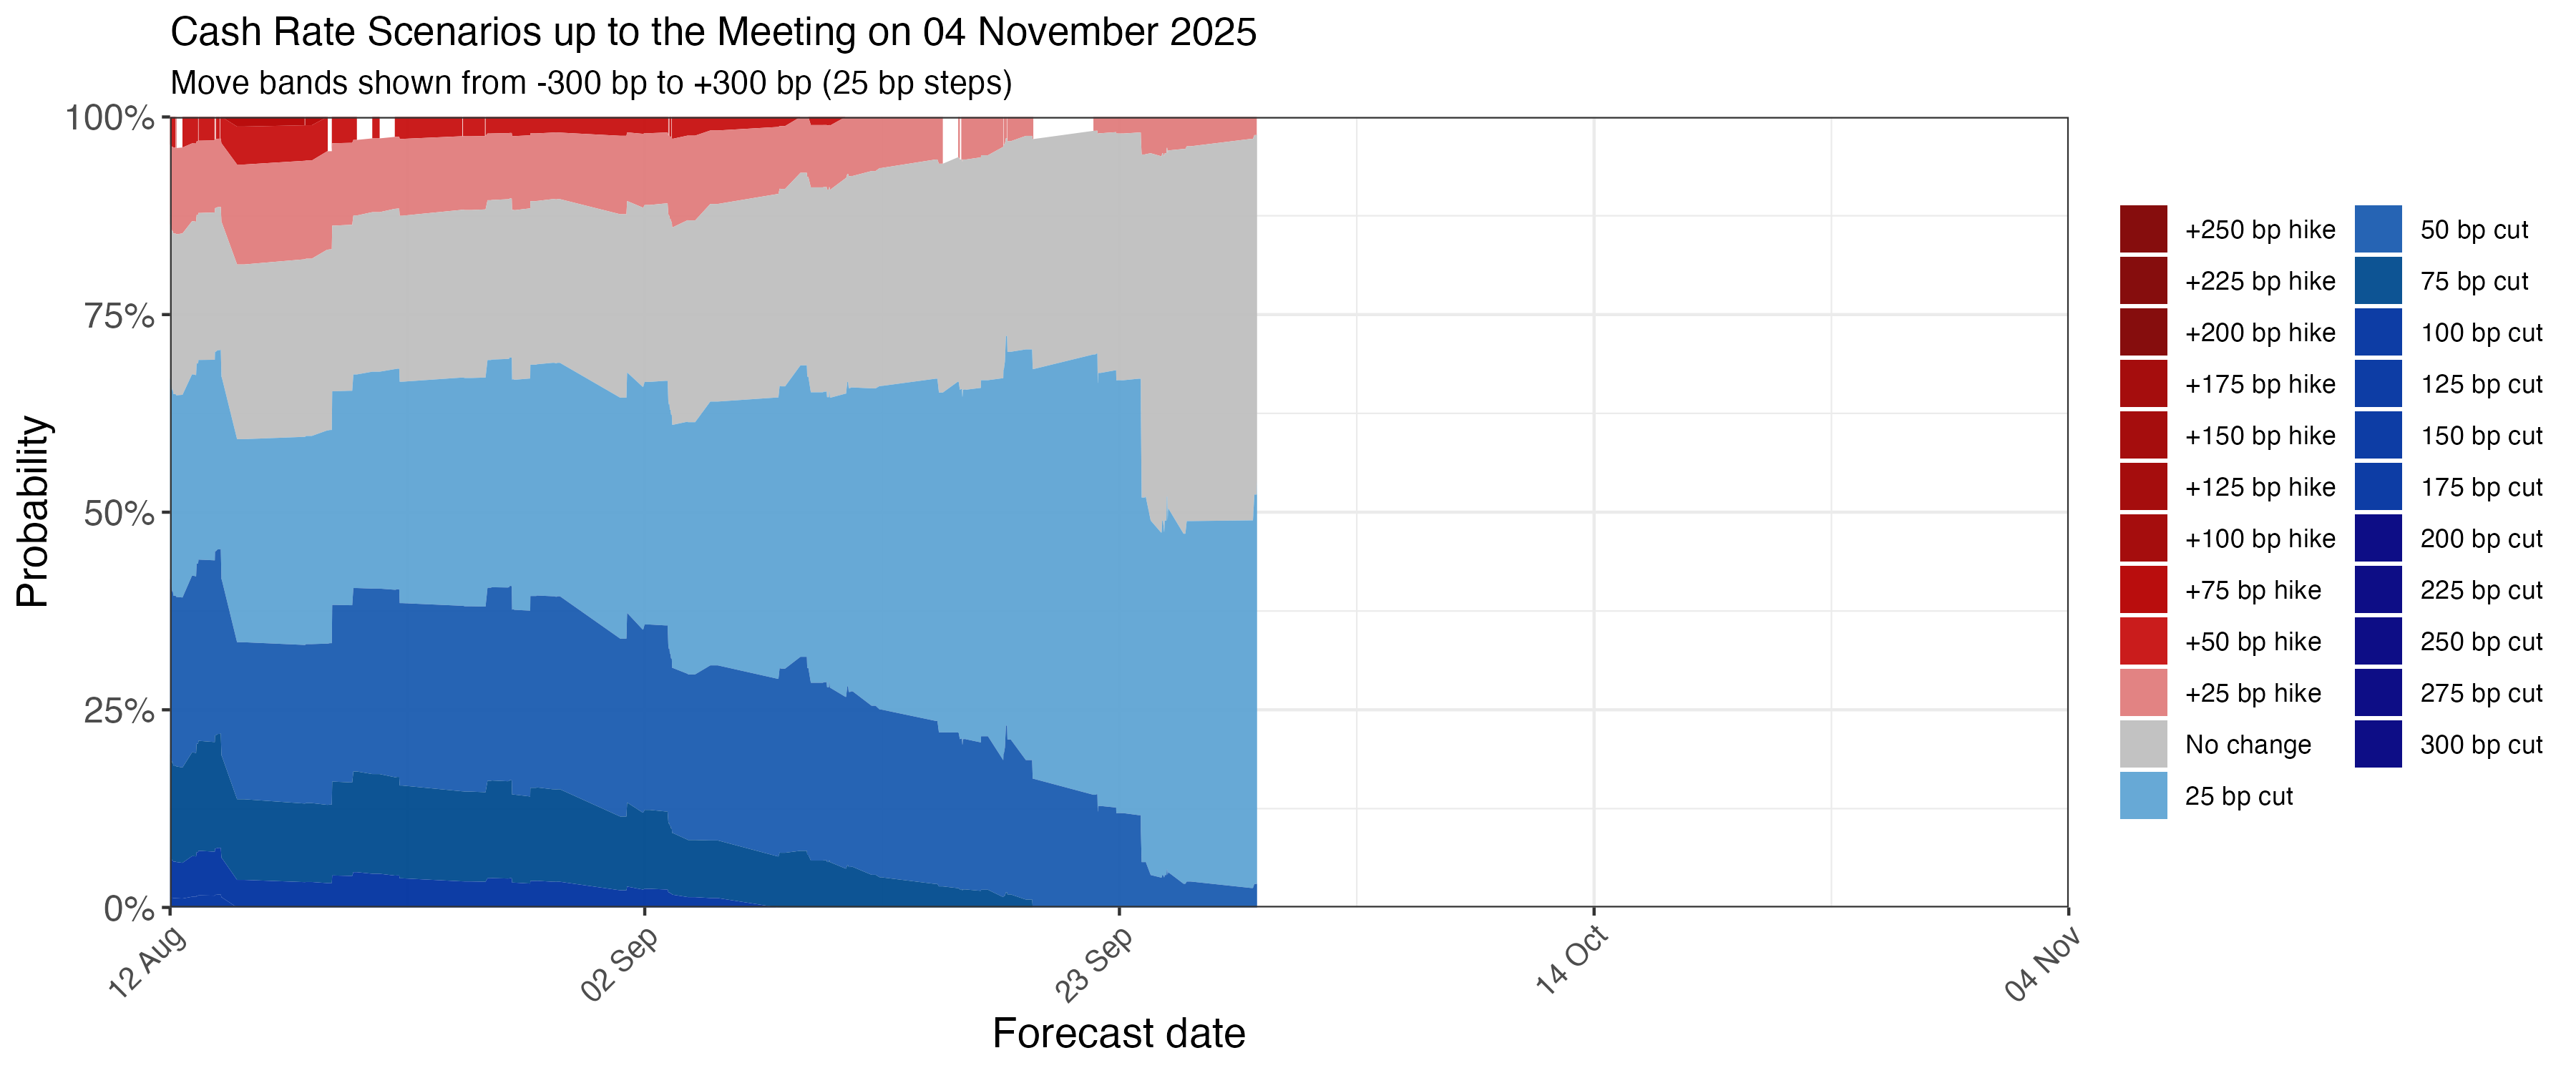 Cash Rate Scenarios up to the Meeting on 04 November 2025
Move bands shown from -300 bp to +300 bp (25 bp steps)
Probability
100%
75%
50%
25%
0%
12 Aug
02 Sep
23 Sep
14 Oct
04 Nov
Forecast date
+250 bp hike
+225 bp hike
+200 bp hike
+175 bp hike
+150 bp hike
+125 bp hike
+100 bp hike
+75 bp hike
+50 bp hike
+25 bp hike
No change
25 bp cut
50 bp cut
75 bp cut
100 bp cut
125 bp cut
150 bp cut
175 bp cut
200 bp cut
225 bp cut
250 bp cut
275 bp cut
300 bp cut